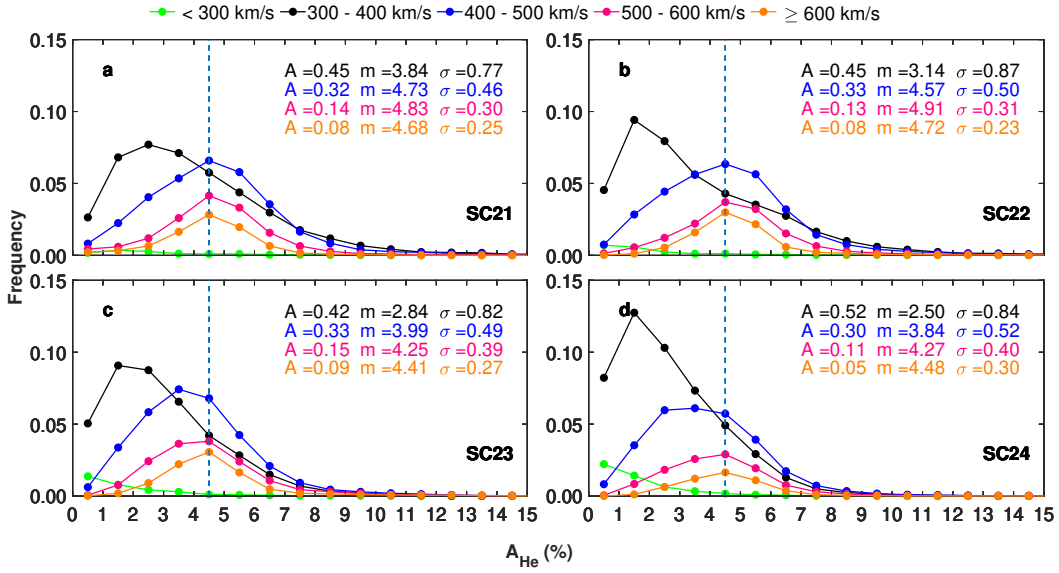 < 300 km/s 300 - 400 km/s 400 - 500 km/s 500 - 600 km/s ≥ 600 km/s
0.15
0.10
0.05
0.00
a
A =0.45 m =3.84 σ =0.77
A =0.32 m =4.73 σ =0.46
A =0.14 m =4.83 σ =0.30
A =0.08 m =4.68 σ =0.25
SC21
0.15
0.10
0.05
0.00
b
A =0.45 m =3.14 σ =0.87
A =0.33 m =4.57 σ =0.50
A =0.13 m =4.91 σ =0.31
A =0.08 m =4.72 σ =0.23
SC22
Frequency
0.15
0.10
0.05
0.00
c
A =0.42 m =2.84 σ =0.82
A =0.33 m =3.99 σ =0.49
A =0.15 m =4.25 σ =0.39
A =0.09 m =4.41 σ =0.27
SC23
0 1 2 3 4 5 6 7 8 9 10 11 12 13 14 15
0.15
0.10
0.05
0.00
d
A =0.52 m =2.50 σ =0.84
A =0.30 m =3.84 σ =0.52
A =0.11 m =4.27 σ =0.40
A =0.05 m =4.48 σ =0.30
SC24
0 1 2 3 4 5 6 7 8 9 10 11 12 13 14 15
A_He (%)